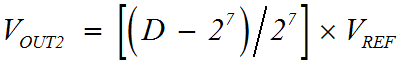 V_OUT2 = [(D − 2^7)/2^7] × V_REF